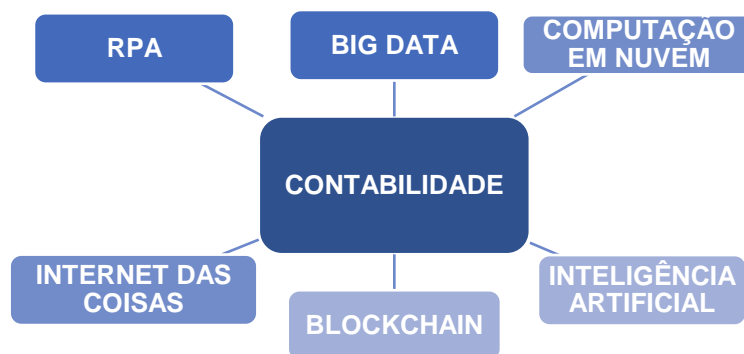 RPA
BIG DATA
COMPUTAÇÃO
EM NUVEM
CONTABILIDADE
INTERNET DAS
COISAS
BLOCKCHAIN
INTELIGÊNCIA
ARTIFICIAL